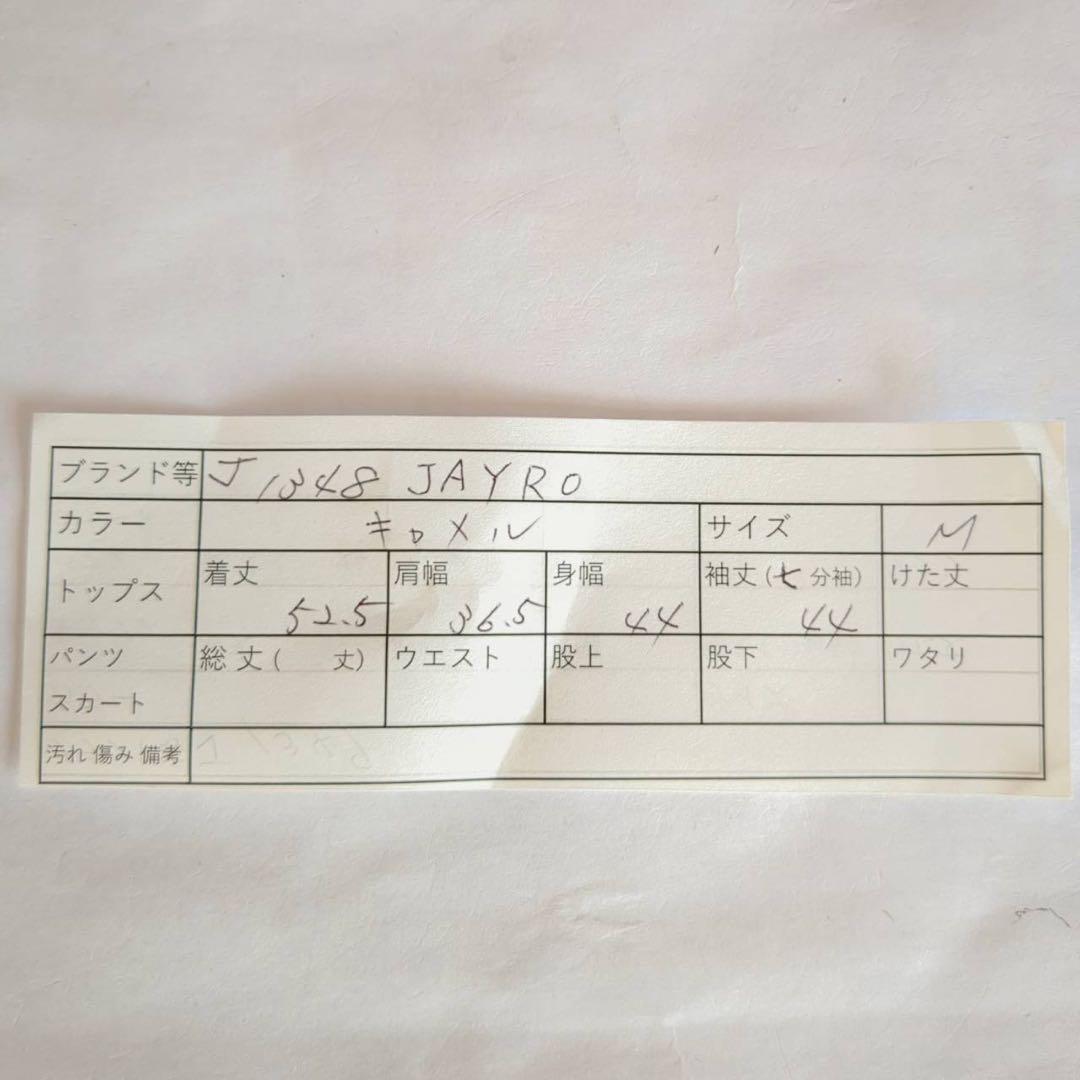 ブランド等 J1348 JAYRO
カラー キャメル サイズ M
トップス 着丈 52.5 肩幅 36.5 身幅 44 袖丈(七分袖) 44 けた丈
パンツ スカート 総丈( 丈) ウエスト 股上 股下 ワタリ
汚れ 傷み 備考